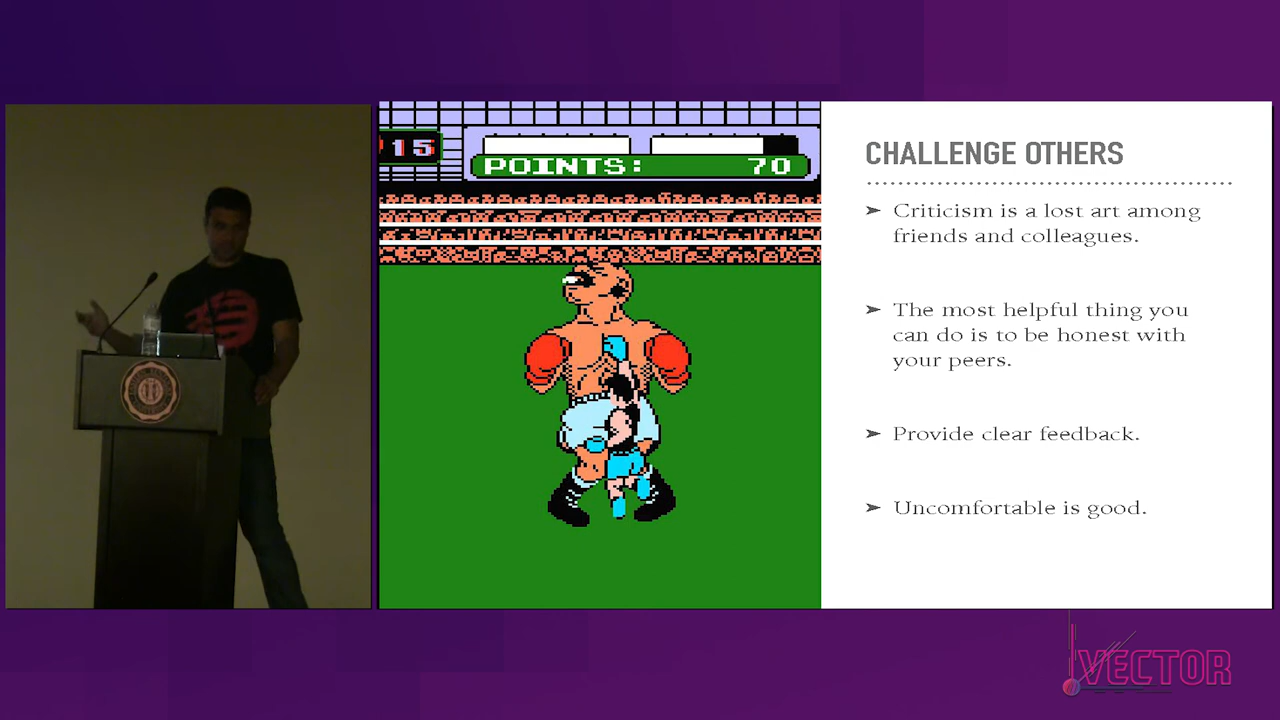 15
POINTS: 70
CHALLENGE OTHERS
➤ Criticism is a lost art among
friends and colleagues.
➤ The most helpful thing you
can do is to be honest with
your peers.
➤ Provide clear feedback.
➤ Uncomfortable is good.
VECTOR